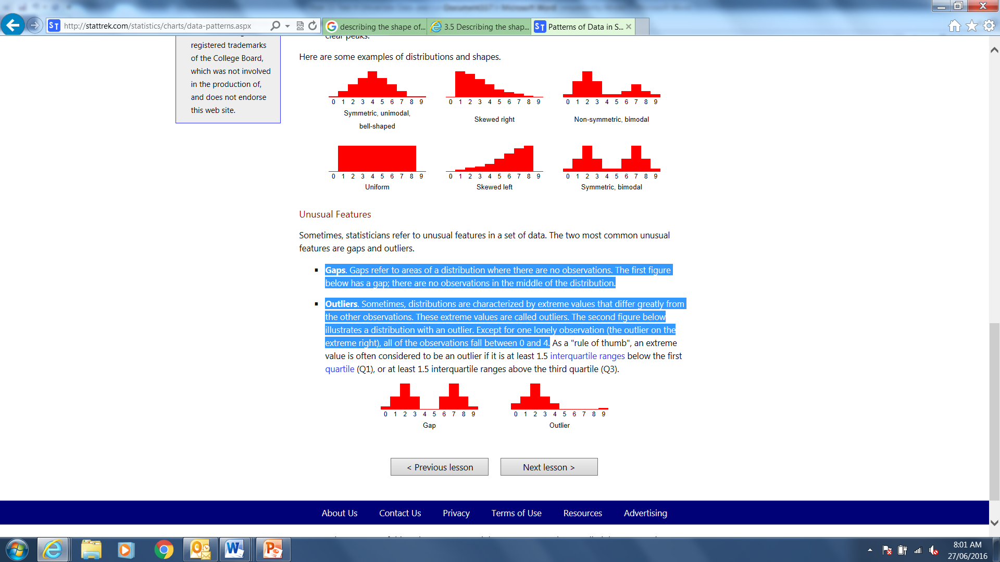 http://stattrek.com/statistics/charts/data-patterns.aspx
describing the shape of...
3.5 Describing the shap...
Patterns of Data in S...
registered trademarks
of the College Board,
which was not involved
in the production of,
and does not endorse
this web site.
clear peaks.
Here are some examples of distributions and shapes.
0 1 2 3 4 5 6 7 8 9
Symmetric, unimodal,
bell-shaped
0 1 2 3 4 5 6 7 8 9
Skewed right
0 1 2 3 4 5 6 7 8 9
Non-symmetric, bimodal
0 1 2 3 4 5 6 7 8 9
Uniform
0 1 2 3 4 5 6 7 8 9
Skewed left
0 1 2 3 4 5 6 7 8 9
Symmetric, bimodal
Unusual Features
Sometimes, statisticians refer to unusual features in a set of data. The two most common unusual
features are gaps and outliers.
Gaps. Gaps refer to areas of a distribution where there are no observations. The first figure
below has a gap; there are no observations in the middle of the distribution.
Outliers. Sometimes, distributions are characterized by extreme values that differ greatly from
the other observations. These extreme values are called outliers. The second figure below
illustrates a distribution with an outlier. Except for one lonely observation (the outlier on the
extreme right), all of the observations fall between 0 and 4. As a "rule of thumb", an extreme
value is often considered to be an outlier if it is at least 1.5 interquartile ranges below the first
quartile (Q1), or at least 1.5 interquartile ranges above the third quartile (Q3).
0 1 2 3 4 5 6 7 8 9
Gap
0 1 2 3 4 5 6 7 8 9
Outlier
< Previous lesson
Next lesson >
About Us
Contact Us
Privacy
Terms of Use
Resources
Advertising
8:01 AM
27/06/2016